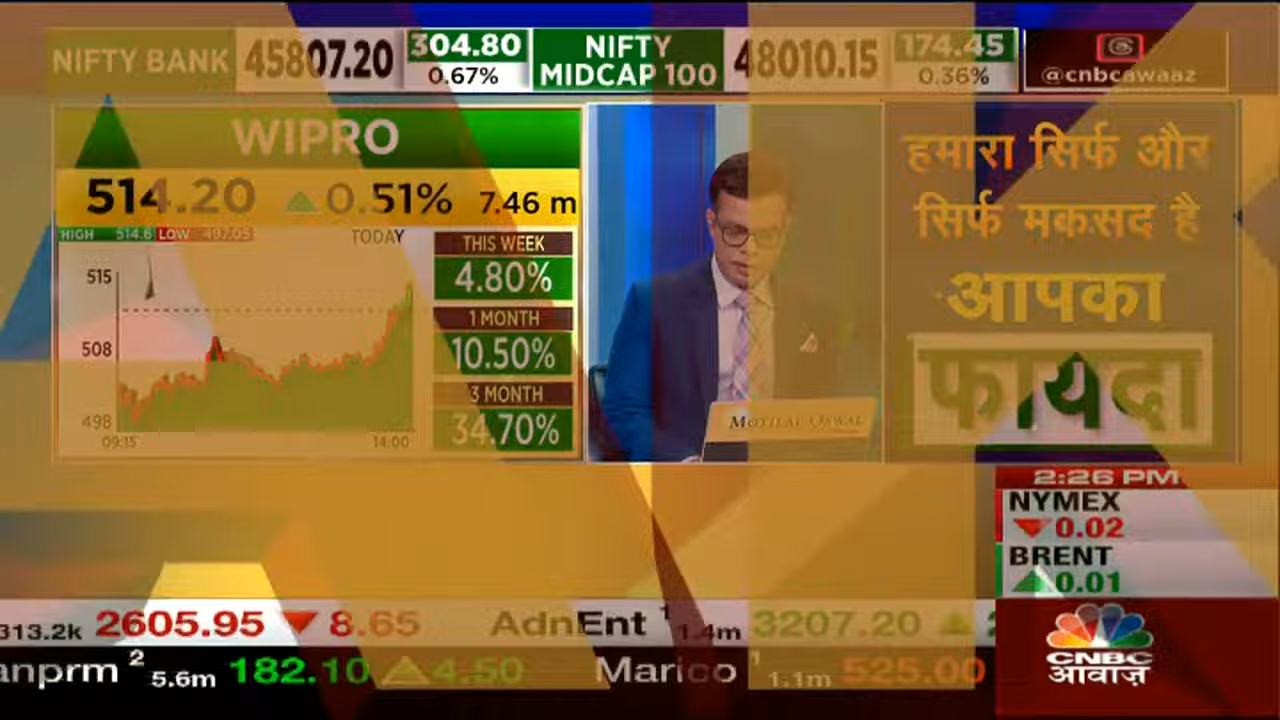 NIFTY BANK 45807.20 304.80 0.67%
NIFTY MIDCAP 100 48010.15 174.45 0.36%
@cnbcawaaz
WIPRO
514.20 0.51% 7.46 m
HIGH 514.6 LOW 497.05
TODAY
515
508
498
09:15 14:00
THIS WEEK
4.80%
1 MONTH
10.50%
3 MONTH
34.70%
MOTILAL OSWAL
हमारा सिर्फ और
सिर्फ मकसद है
आपका
फायदा
2:26 PM
NYMEX
0.02
BRENT
0.01
313.2k 2605.95 8.65 AdnEnt 1 1.4m 3207.20
anprm 2 5.6m 182.10 4.50 Marico 1 1.1m 525.00
CNBC
आवाज़